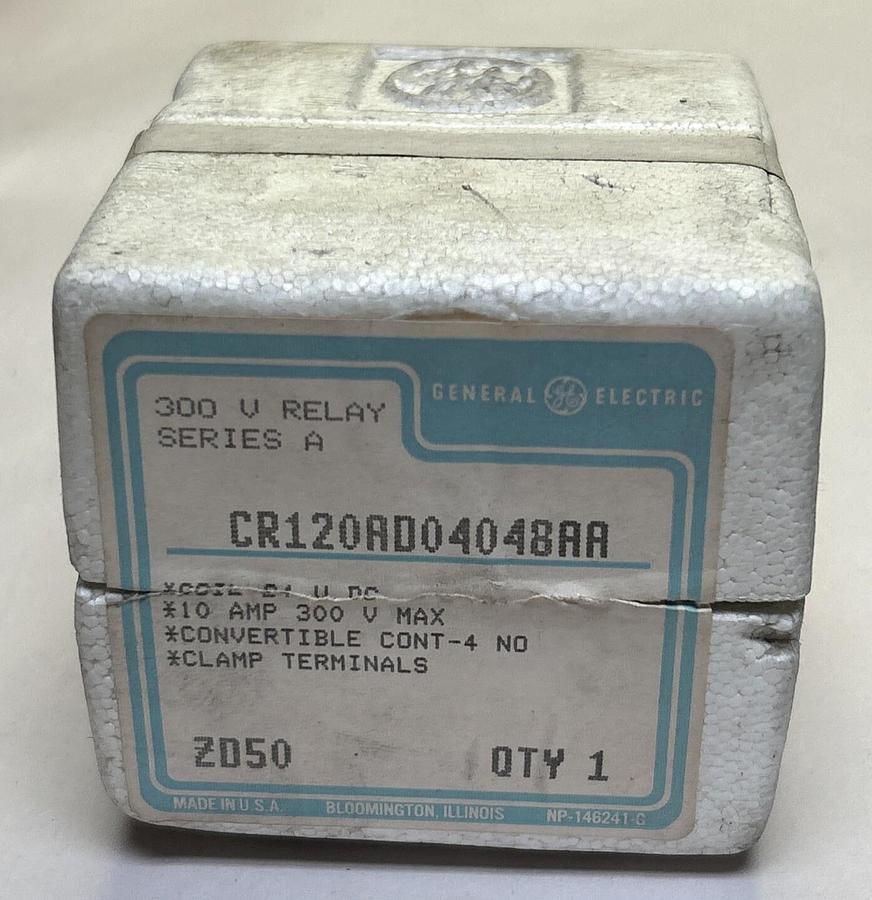 GENERAL GE ELECTRIC
300 V RELAY
SERIES A
CR120AD04048AA
*COIL 24 V DC
*10 AMP 300 V MAX
*CONVERTIBLE CONT-4 NO
*CLAMP TERMINALS
ZD50 QTY 1
MADE IN U.S.A. BLOOMINGTON, ILLINOIS NP-146241-G